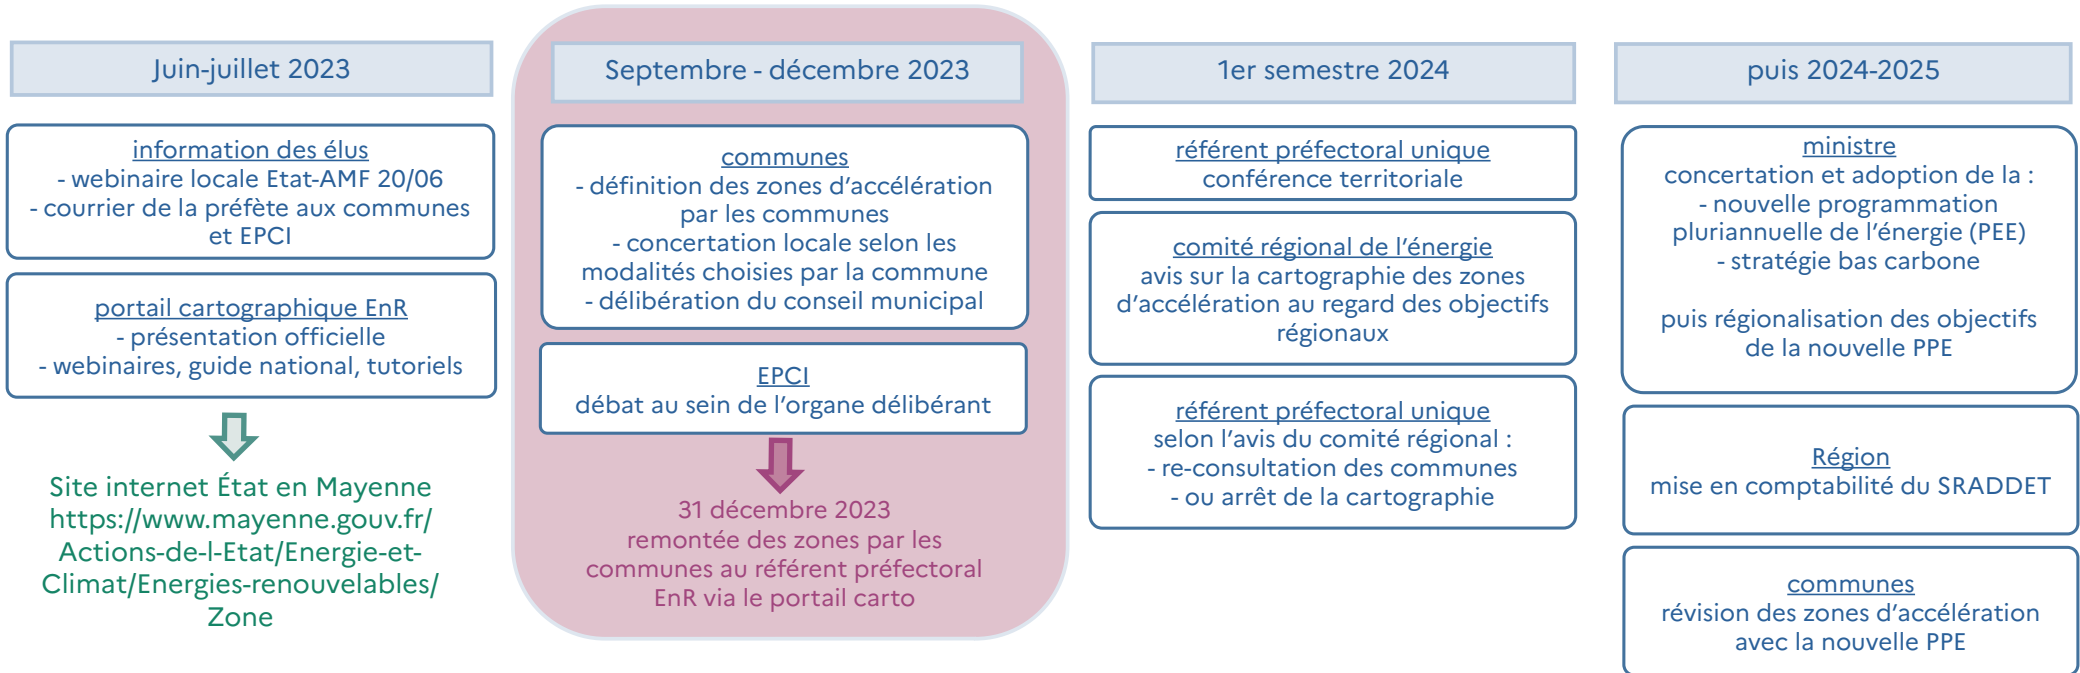 Juin-juillet 2023
information des élus
- webinaire locale Etat-AMF 20/06
- courrier de la préfète aux communes
et EPCI
portail cartographique EnR
- présentation officielle
- webinaires, guide national, tutoriels
Site internet État en Mayenne
https://www.mayenne.gouv.fr/
Actions-de-l-Etat/Energie-et-
Climat/Energies-renouvelables/
Zone
Septembre - décembre 2023
communes
- définition des zones d'accélération
par les communes
- concertation locale selon les
modalités choisies par la commune
- délibération du conseil municipal
EPCI
débat au sein de l'organe délibérant
31 décembre 2023
remontée des zones par les
communes au référent préfectoral
EnR via le portail carto
1er semestre 2024
référent préfectoral unique
conférence territoriale
comité régional de l'énergie
avis sur la cartographie des zones
d'accélération au regard des objectifs
régionaux
référent préfectoral unique
selon l'avis du comité régional :
- re-consultation des communes
- ou arrêt de la cartographie
puis 2024-2025
ministre
concertation et adoption de la :
- nouvelle programmation
pluriannuelle de l'énergie (PEE)
- stratégie bas carbone
puis régionalisation des objectifs
de la nouvelle PPE
Région
mise en comptabilité du SRADDET
communes
révision des zones d'accélération
avec la nouvelle PPE